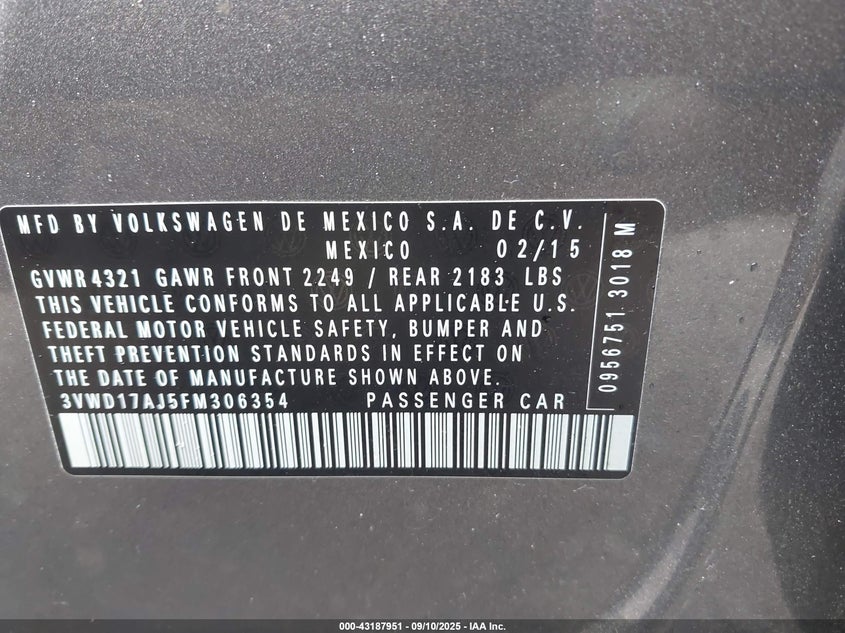 MFD BY VOLKSWAGEN DE MEXICO S.A. DE C.V.
MEXICO 02/15
GVWR 4321 GAWR FRONT 2249 / REAR 2183 LBS
THIS VEHICLE CONFORMS TO ALL APPLICABLE U.S.
FEDERAL MOTOR VEHICLE SAFETY, BUMPER AND
THEFT PREVENTION STANDARDS IN EFFECT ON
THE DATE OF MANUFACTURE SHOWN ABOVE.
3VWD17AJ5FM306354 PASSENGER CAR
0956751 3018 M
000-43187951 - 09/10/2025 - IAA Inc.